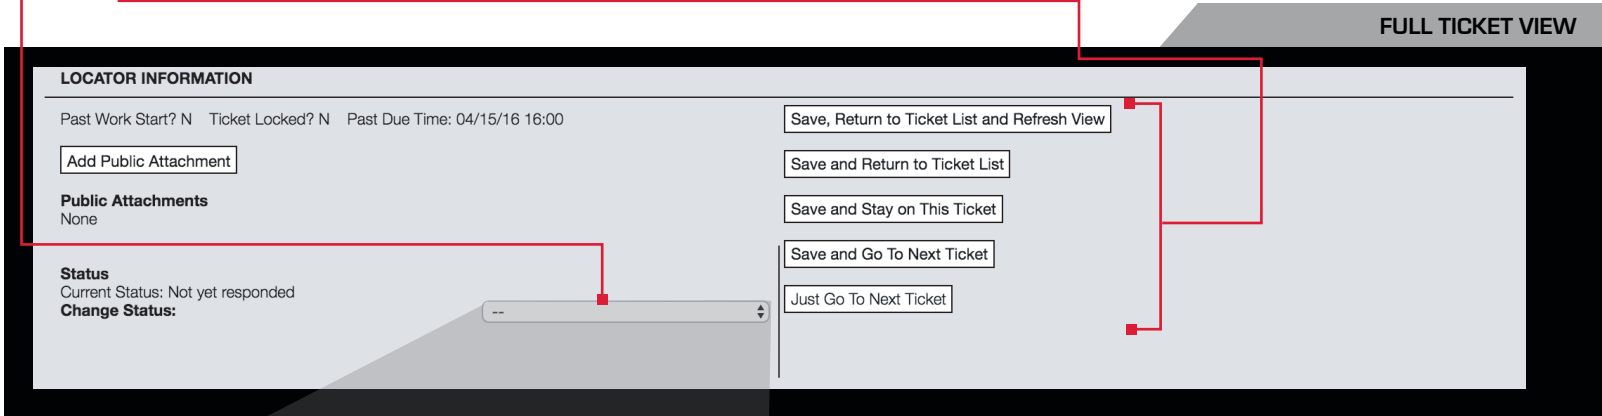 FULL TICKET VIEW
LOCATOR INFORMATION
Past Work Start? N Ticket Locked? N Past Due Time: 04/15/16 16:00
Add Public Attachment
Public Attachments
None
Status
Current Status: Not yet responded
Change Status:
--
Save, Return to Ticket List and Refresh View
Save and Return to Ticket List
Save and Stay on This Ticket
Save and Go To Next Ticket
Just Go To Next Ticket